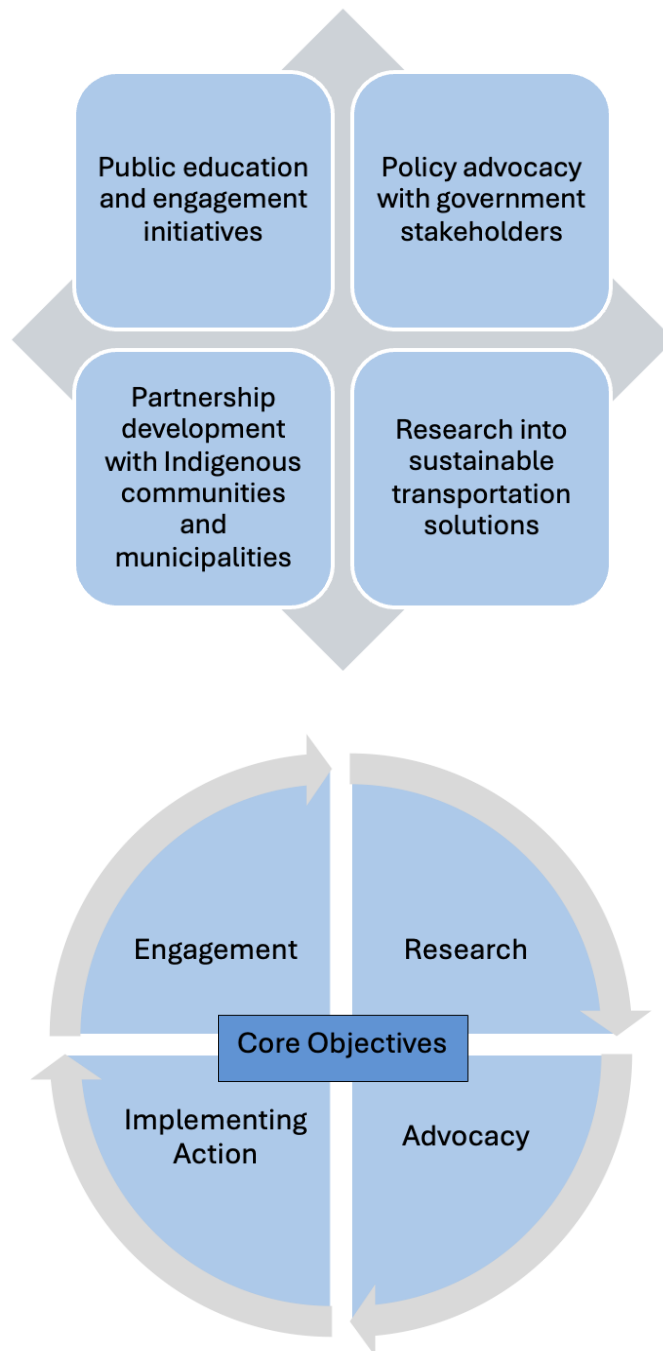 Public education
and engagement
initiatives
Policy advocacy
with government
stakeholders
Partnership
development
with Indigenous
communities
and
municipalities
Research into
sustainable
transportation
solutions
Engagement
Research
Core Objectives
Implementing
Action
Advocacy